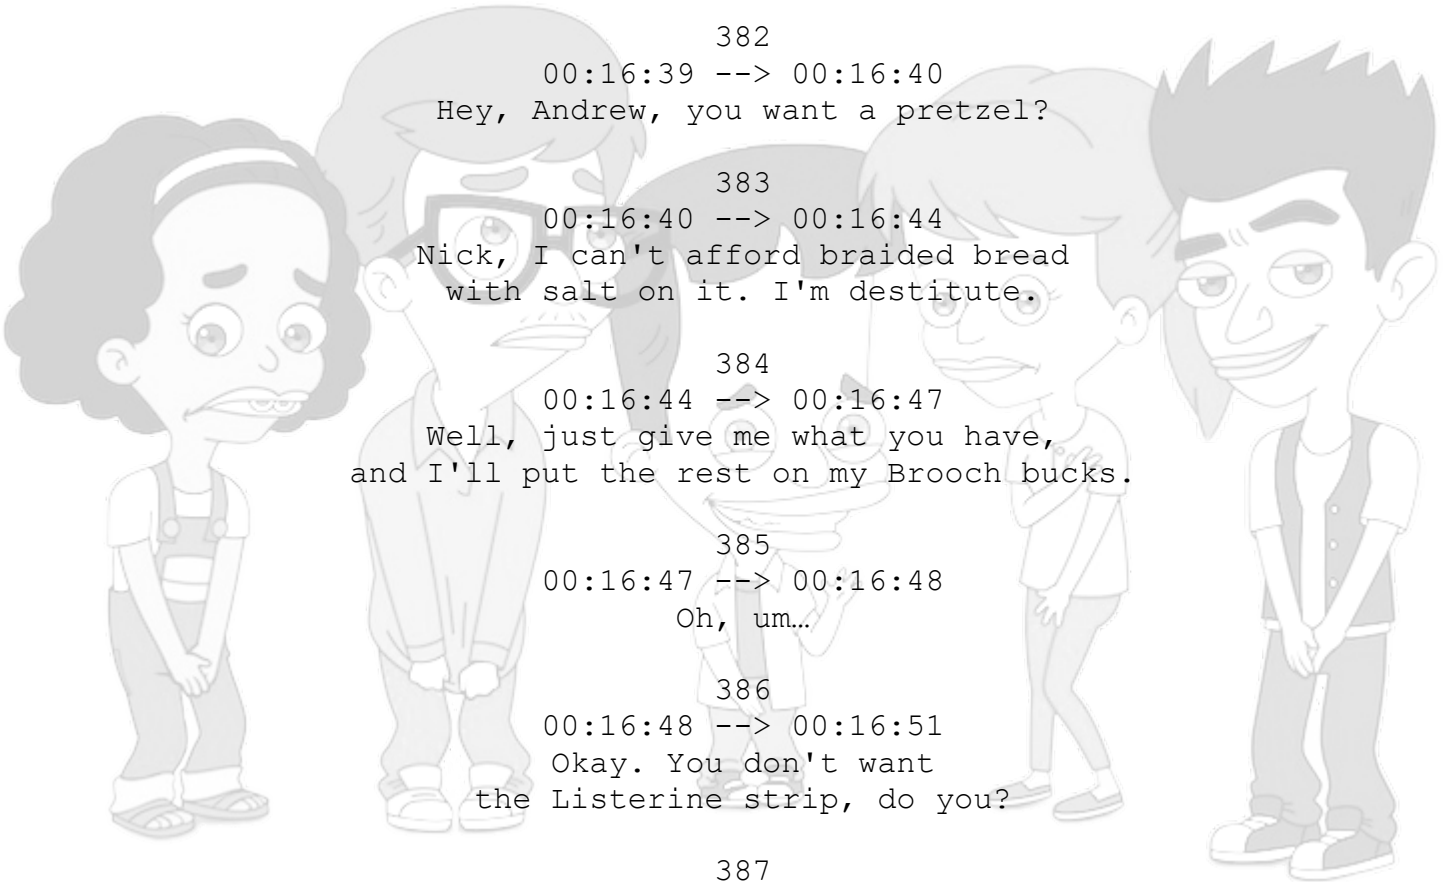 382
00:16:39 --> 00:16:40
Hey, Andrew, you want a pretzel?
383
00:16:40 --> 00:16:44
Nick, I can't afford braided bread
with salt on it. I'm destitute.
384
00:16:44 --> 00:16:47
Well, just give me what you have,
and I'll put the rest on my Brooch bucks.
385
00:16:47 --> 00:16:48
Oh, um…
386
00:16:48 --> 00:16:51
Okay. You don't want
the Listerine strip, do you?
387